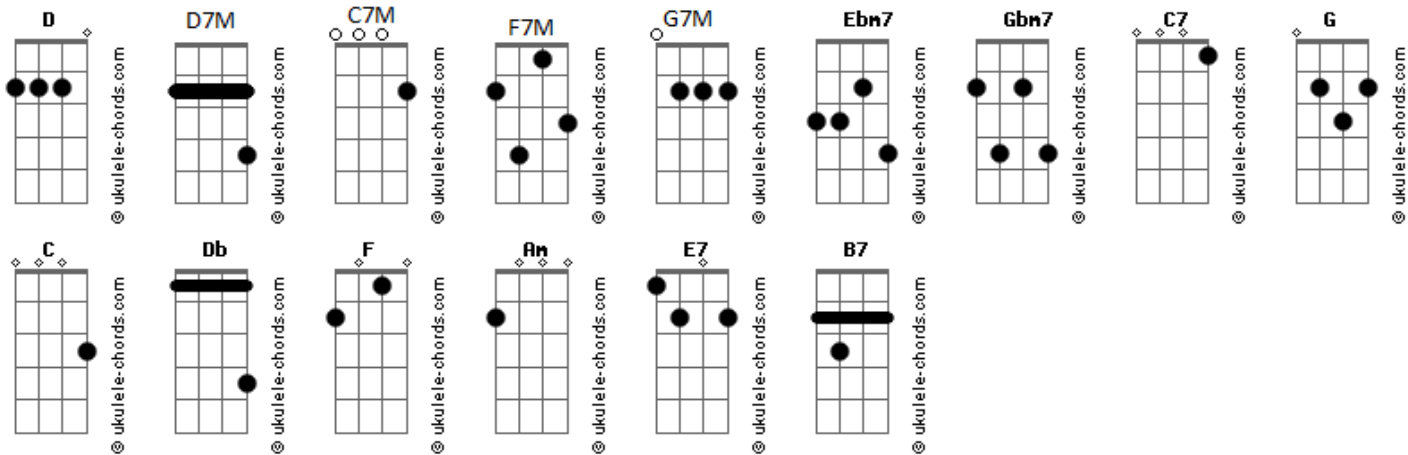 D D7M C7M F7M G7M Ebm7 Gbm7 C7 G
© ukulele-chords.com © ukulele-chords.com © ukulele-chords.com © ukulele-chords.com © ukulele-chords.com © ukulele-chords.com © ukulele-chords.com © ukulele-chords.com © ukulele-chords.com
C Db F Am E7 B7
© ukulele-chords.com © ukulele-chords.com © ukulele-chords.com © ukulele-chords.com © ukulele-chords.com © ukulele-chords.com